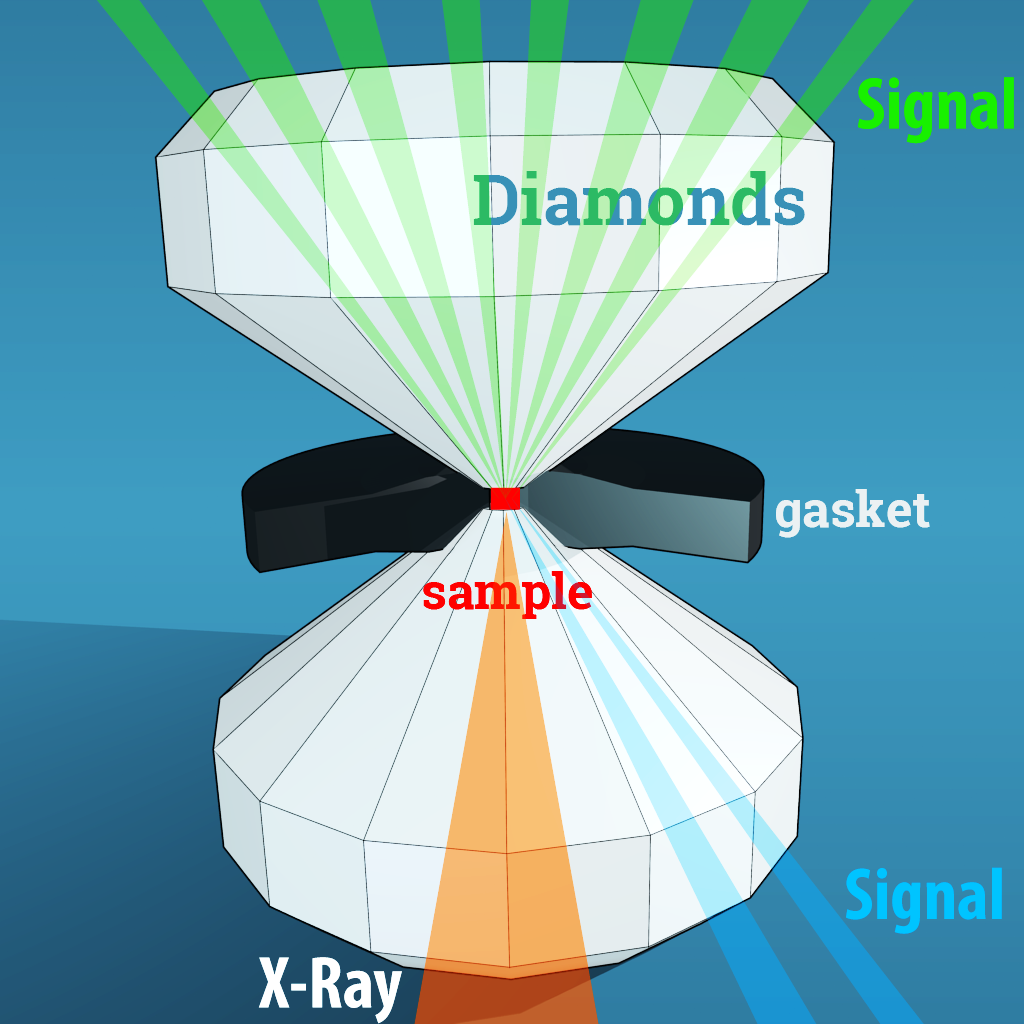 Signal
Diamonds
gasket
sample
Signal
X-Ray